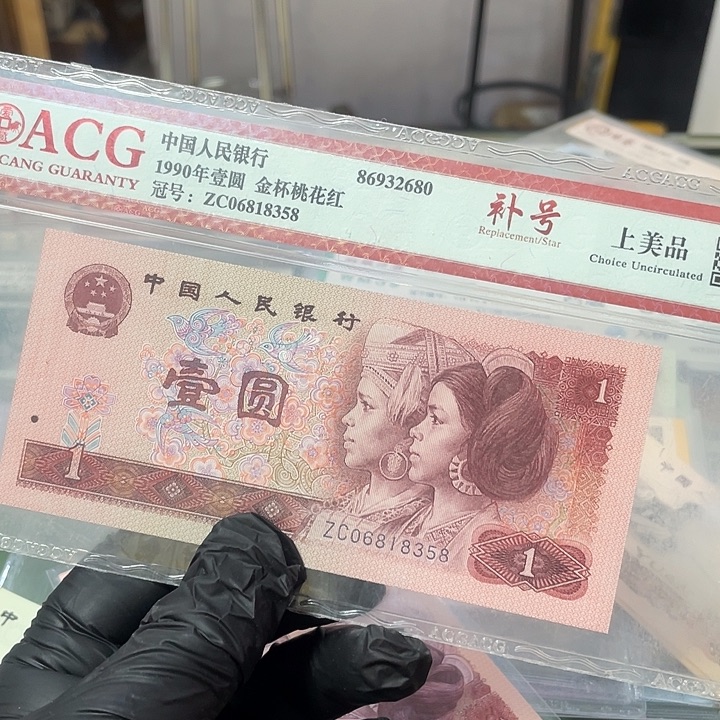 ACG
CANG GUARANTY
中国人民银行
1990年壹圆 金杯桃花红
冠号：ZC06818358
86932680
补号
Replacement/Star
上美品
Choice Uncirculated
中国人民银行
壹圆
1
1
ZC06818358
1